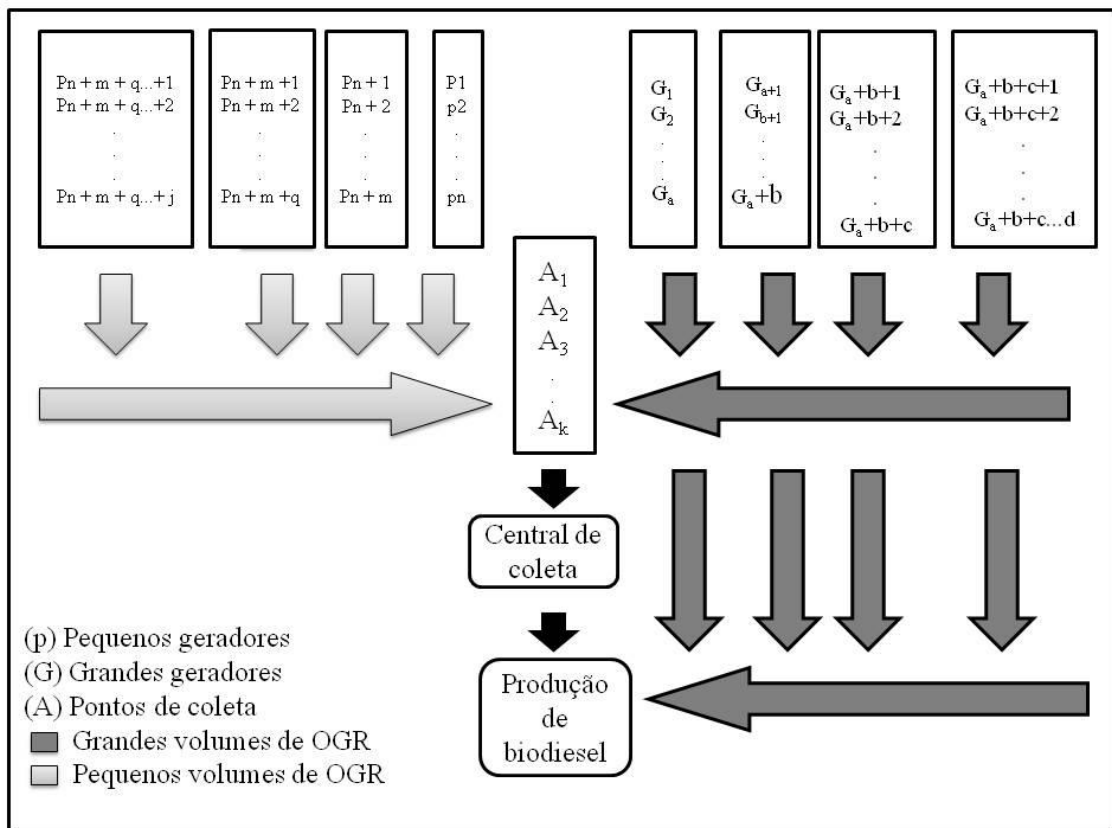 Pn + m + q...+1
Pn + m + q...+2
.
.
.
Pn + m + q...+ j
Pn + m +1
Pn + m +2
.
.
.
Pn + m +q
Pn + 1
Pn + 2
.
.
.
Pn + m
P1
p2
.
.
.
pn
G1
G2
.
.
.
Ga
Ga+1
Gb+1
.
.
.
Ga+b
Ga+b+1
Ga+b+2
.
.
.
Ga+b+c
Ga+b+c+1
Ga+b+c+2
.
.
.
Ga+b+c...d
A1
A2
A3
.
.
Ak
Central de
coleta
Produção
de
biodiesel
(p) Pequenos geradores
(G) Grandes geradores
(A) Pontos de coleta
Grandes volumes de OGR
Pequenos volumes de OGR